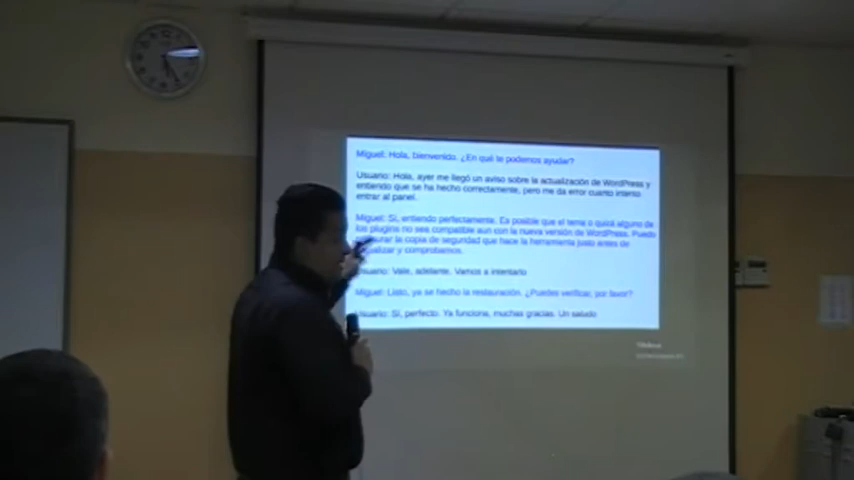 Miguel: Hola, bienvenido. ¿En qué te podemos ayudar?
Usuario: Hola, ayer me llegó un aviso sobre la actualización de WordPress y
entiendo que se ha hecho correctamente, pero me da error cuanto intento
entrar al panel.
Miguel: Si, entiendo perfectamente. Es posible que el tema o quizá alguno de
los plugins no sea compatible aun con la nueva versión de WordPress. Puedo
la copia de seguridad que hace la herramienta justo antes de
y comprobamos.
Vale, adelante. Vamos a intentarlo
Miguel: Listo, ya se hecho la restauración. ¿Puedes verificar, por favor?
Usuario: Sí, perfecto. Ya funciona, muchas gracias. Un saludo